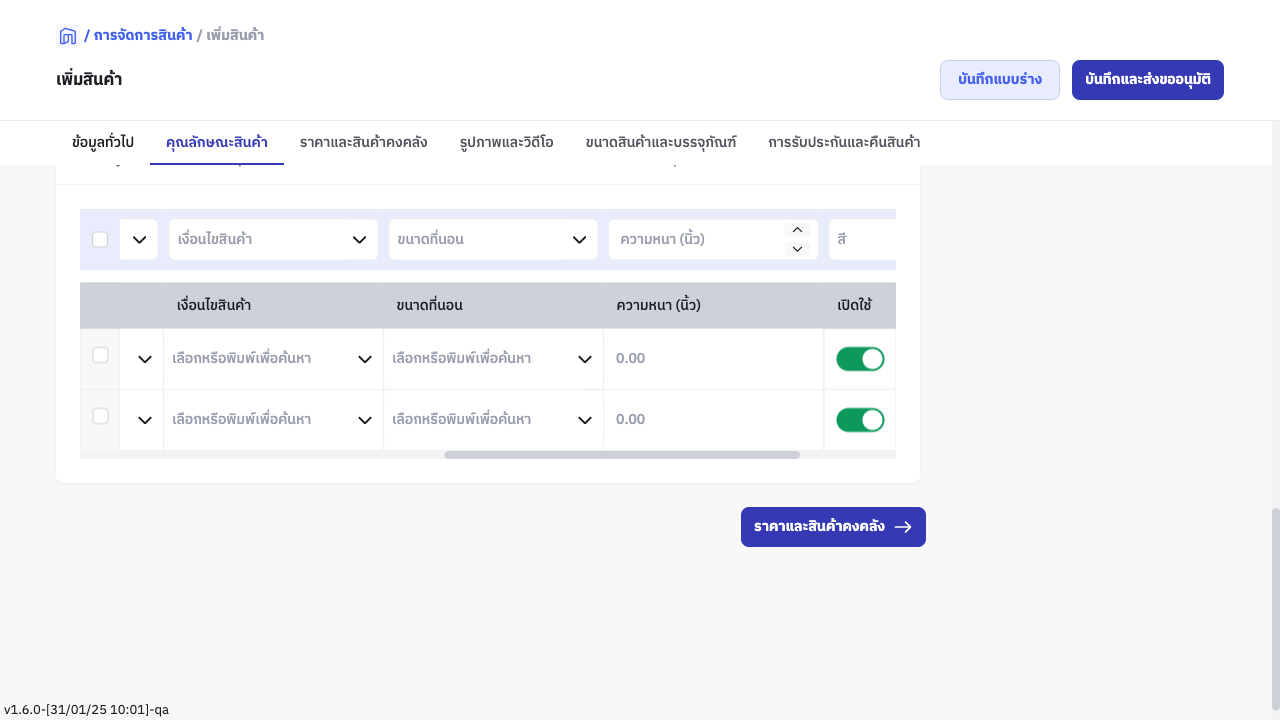 / การจัดการสินค้า / เพิ่มสินค้า
เพิ่มสินค้า
บันทึกแบบร่าง
บันทึกและส่งขออนุมัติ
ข้อมูลทั่วไป คุณลักษณะสินค้า ราคาและสินค้าคงคลัง รูปภาพและวิดีโอ ขนาดสินค้าและบรรจุภัณฑ์ การรับประกันและคืนสินค้า
เงื่อนไขสินค้า ขนาดที่นอน ความหนา (นิ้ว) สี
เงื่อนไขสินค้า ขนาดที่นอน ความหนา (นิ้ว) เปิดใช้
เลือกหรือพิมพ์เพื่อค้นหา เลือกหรือพิมพ์เพื่อค้นหา 0.00
เลือกหรือพิมพ์เพื่อค้นหา เลือกหรือพิมพ์เพื่อค้นหา 0.00
ราคาและสินค้าคงคลัง
v1.6.0-[31/01/25 10:01]-qa